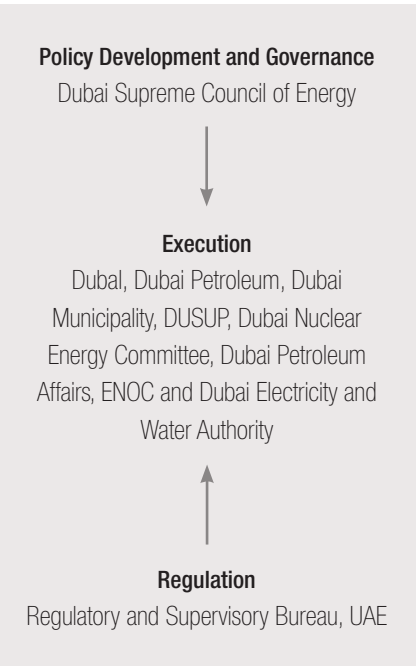 Policy Development and Governance
Dubai Supreme Council of Energy
Execution
Dubal, Dubai Petroleum, Dubai
Municipality, DUSUP, Dubai Nuclear
Energy Committee, Dubai Petroleum
Affairs, ENOC and Dubai Electricity and
Water Authority
Regulation
Regulatory and Supervisory Bureau, UAE